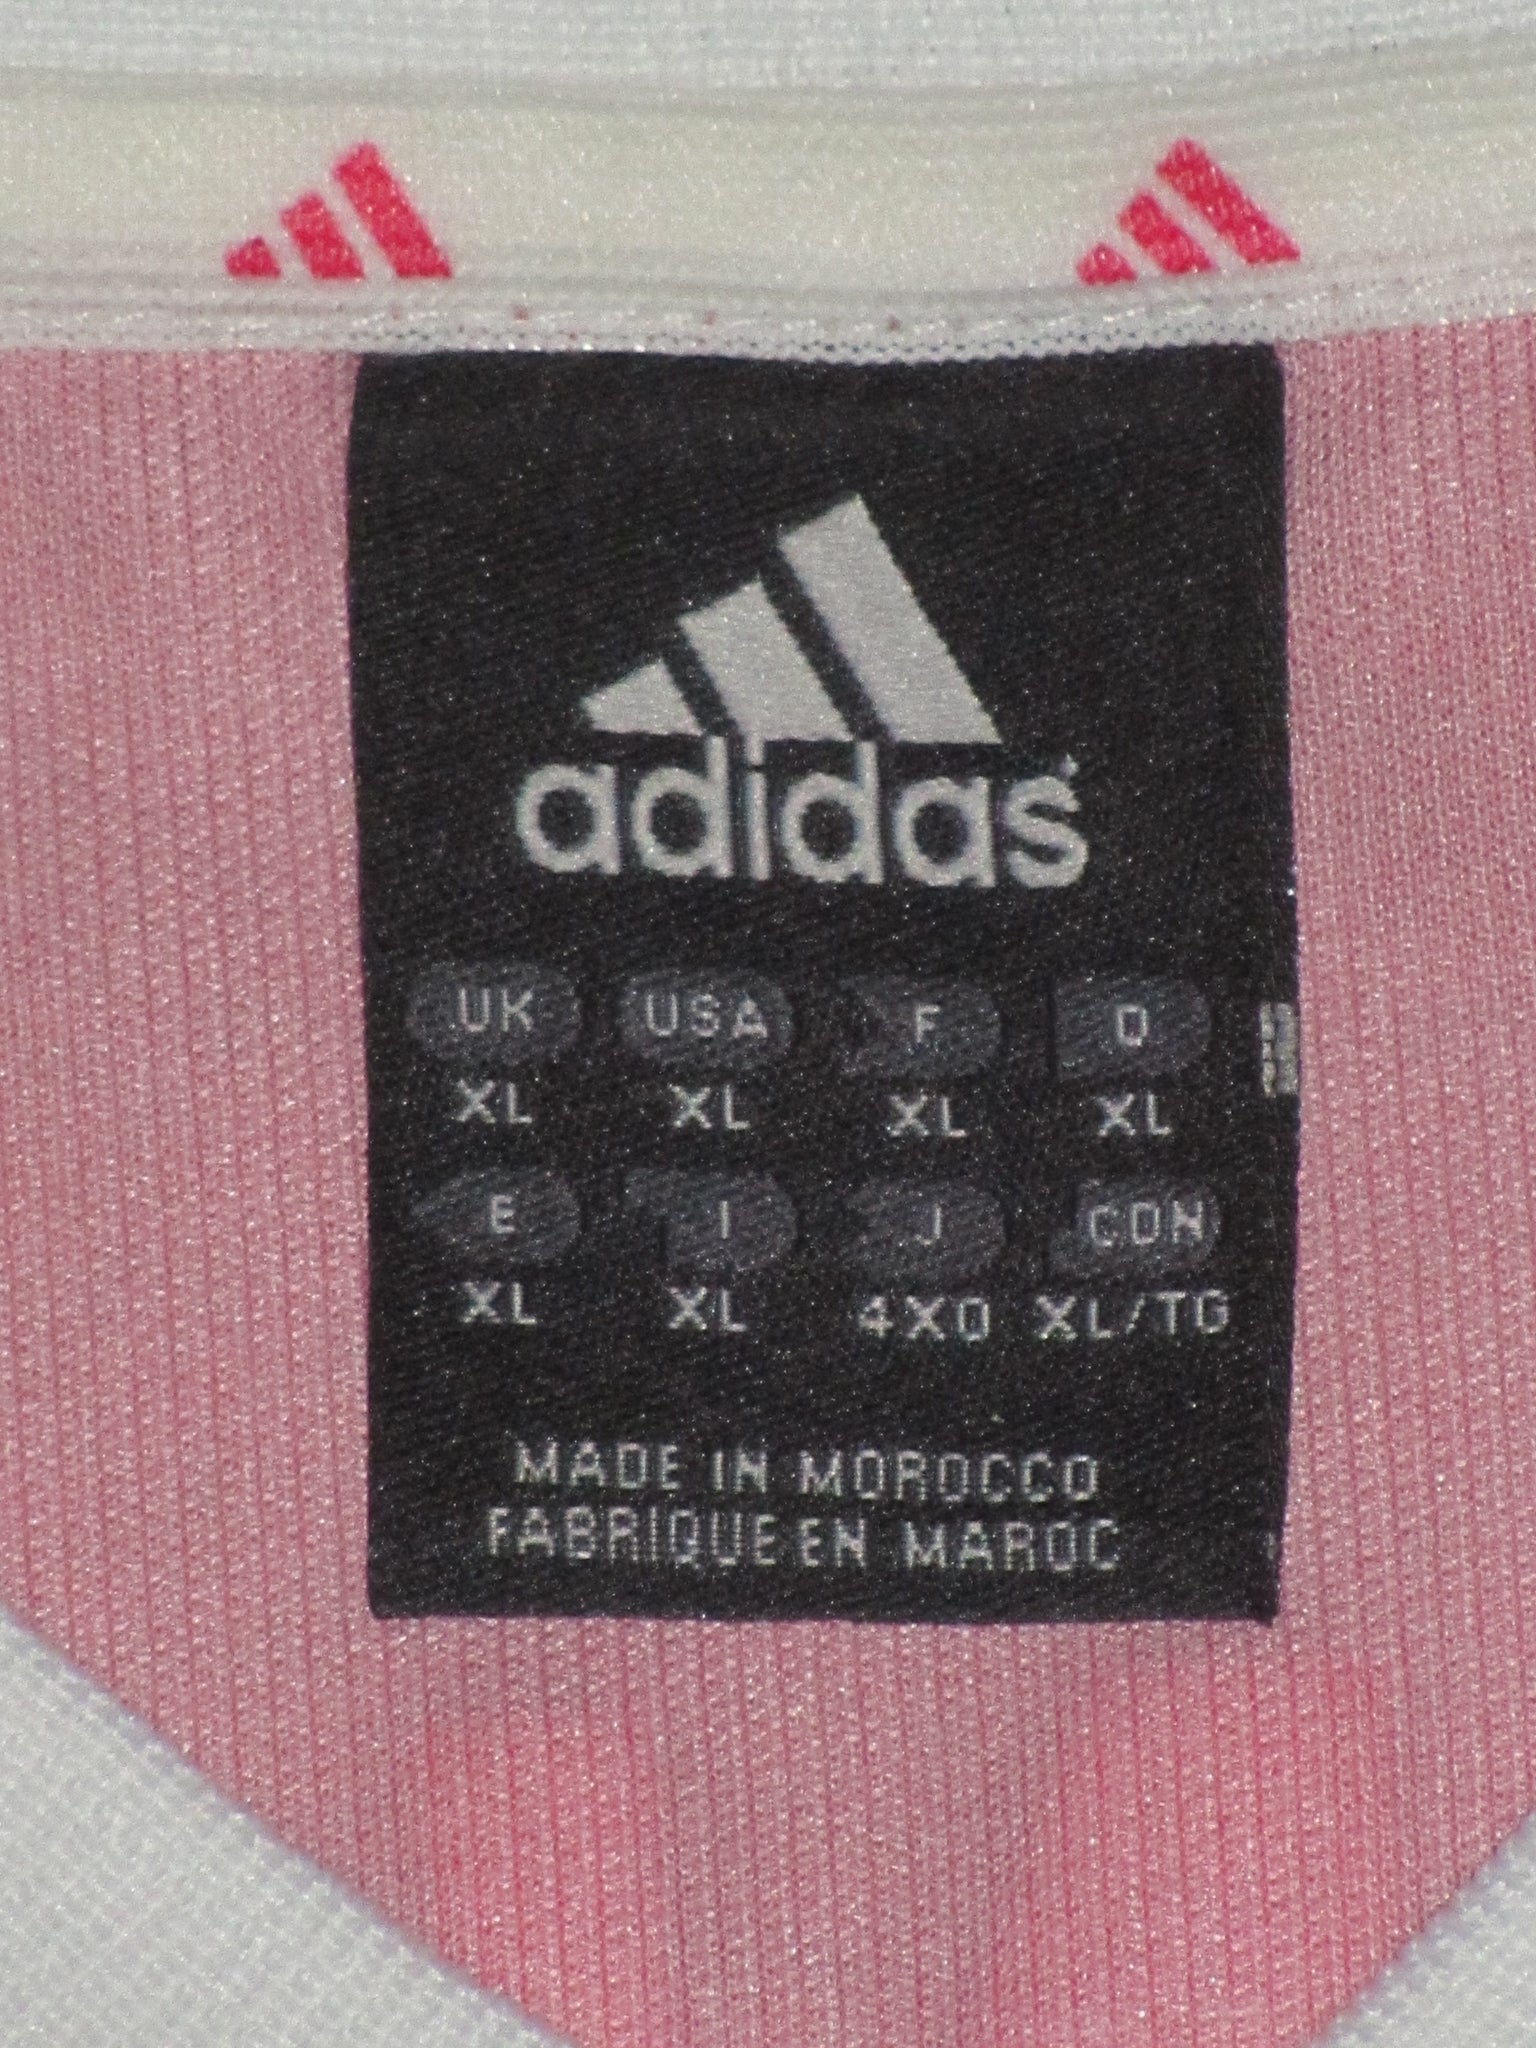 adidas
UK USA F D
XL XL XL XL
E I J CDN
XL XL 4XO XL/TG
MADE IN MOROCCO
FABRIQUE EN MAROC